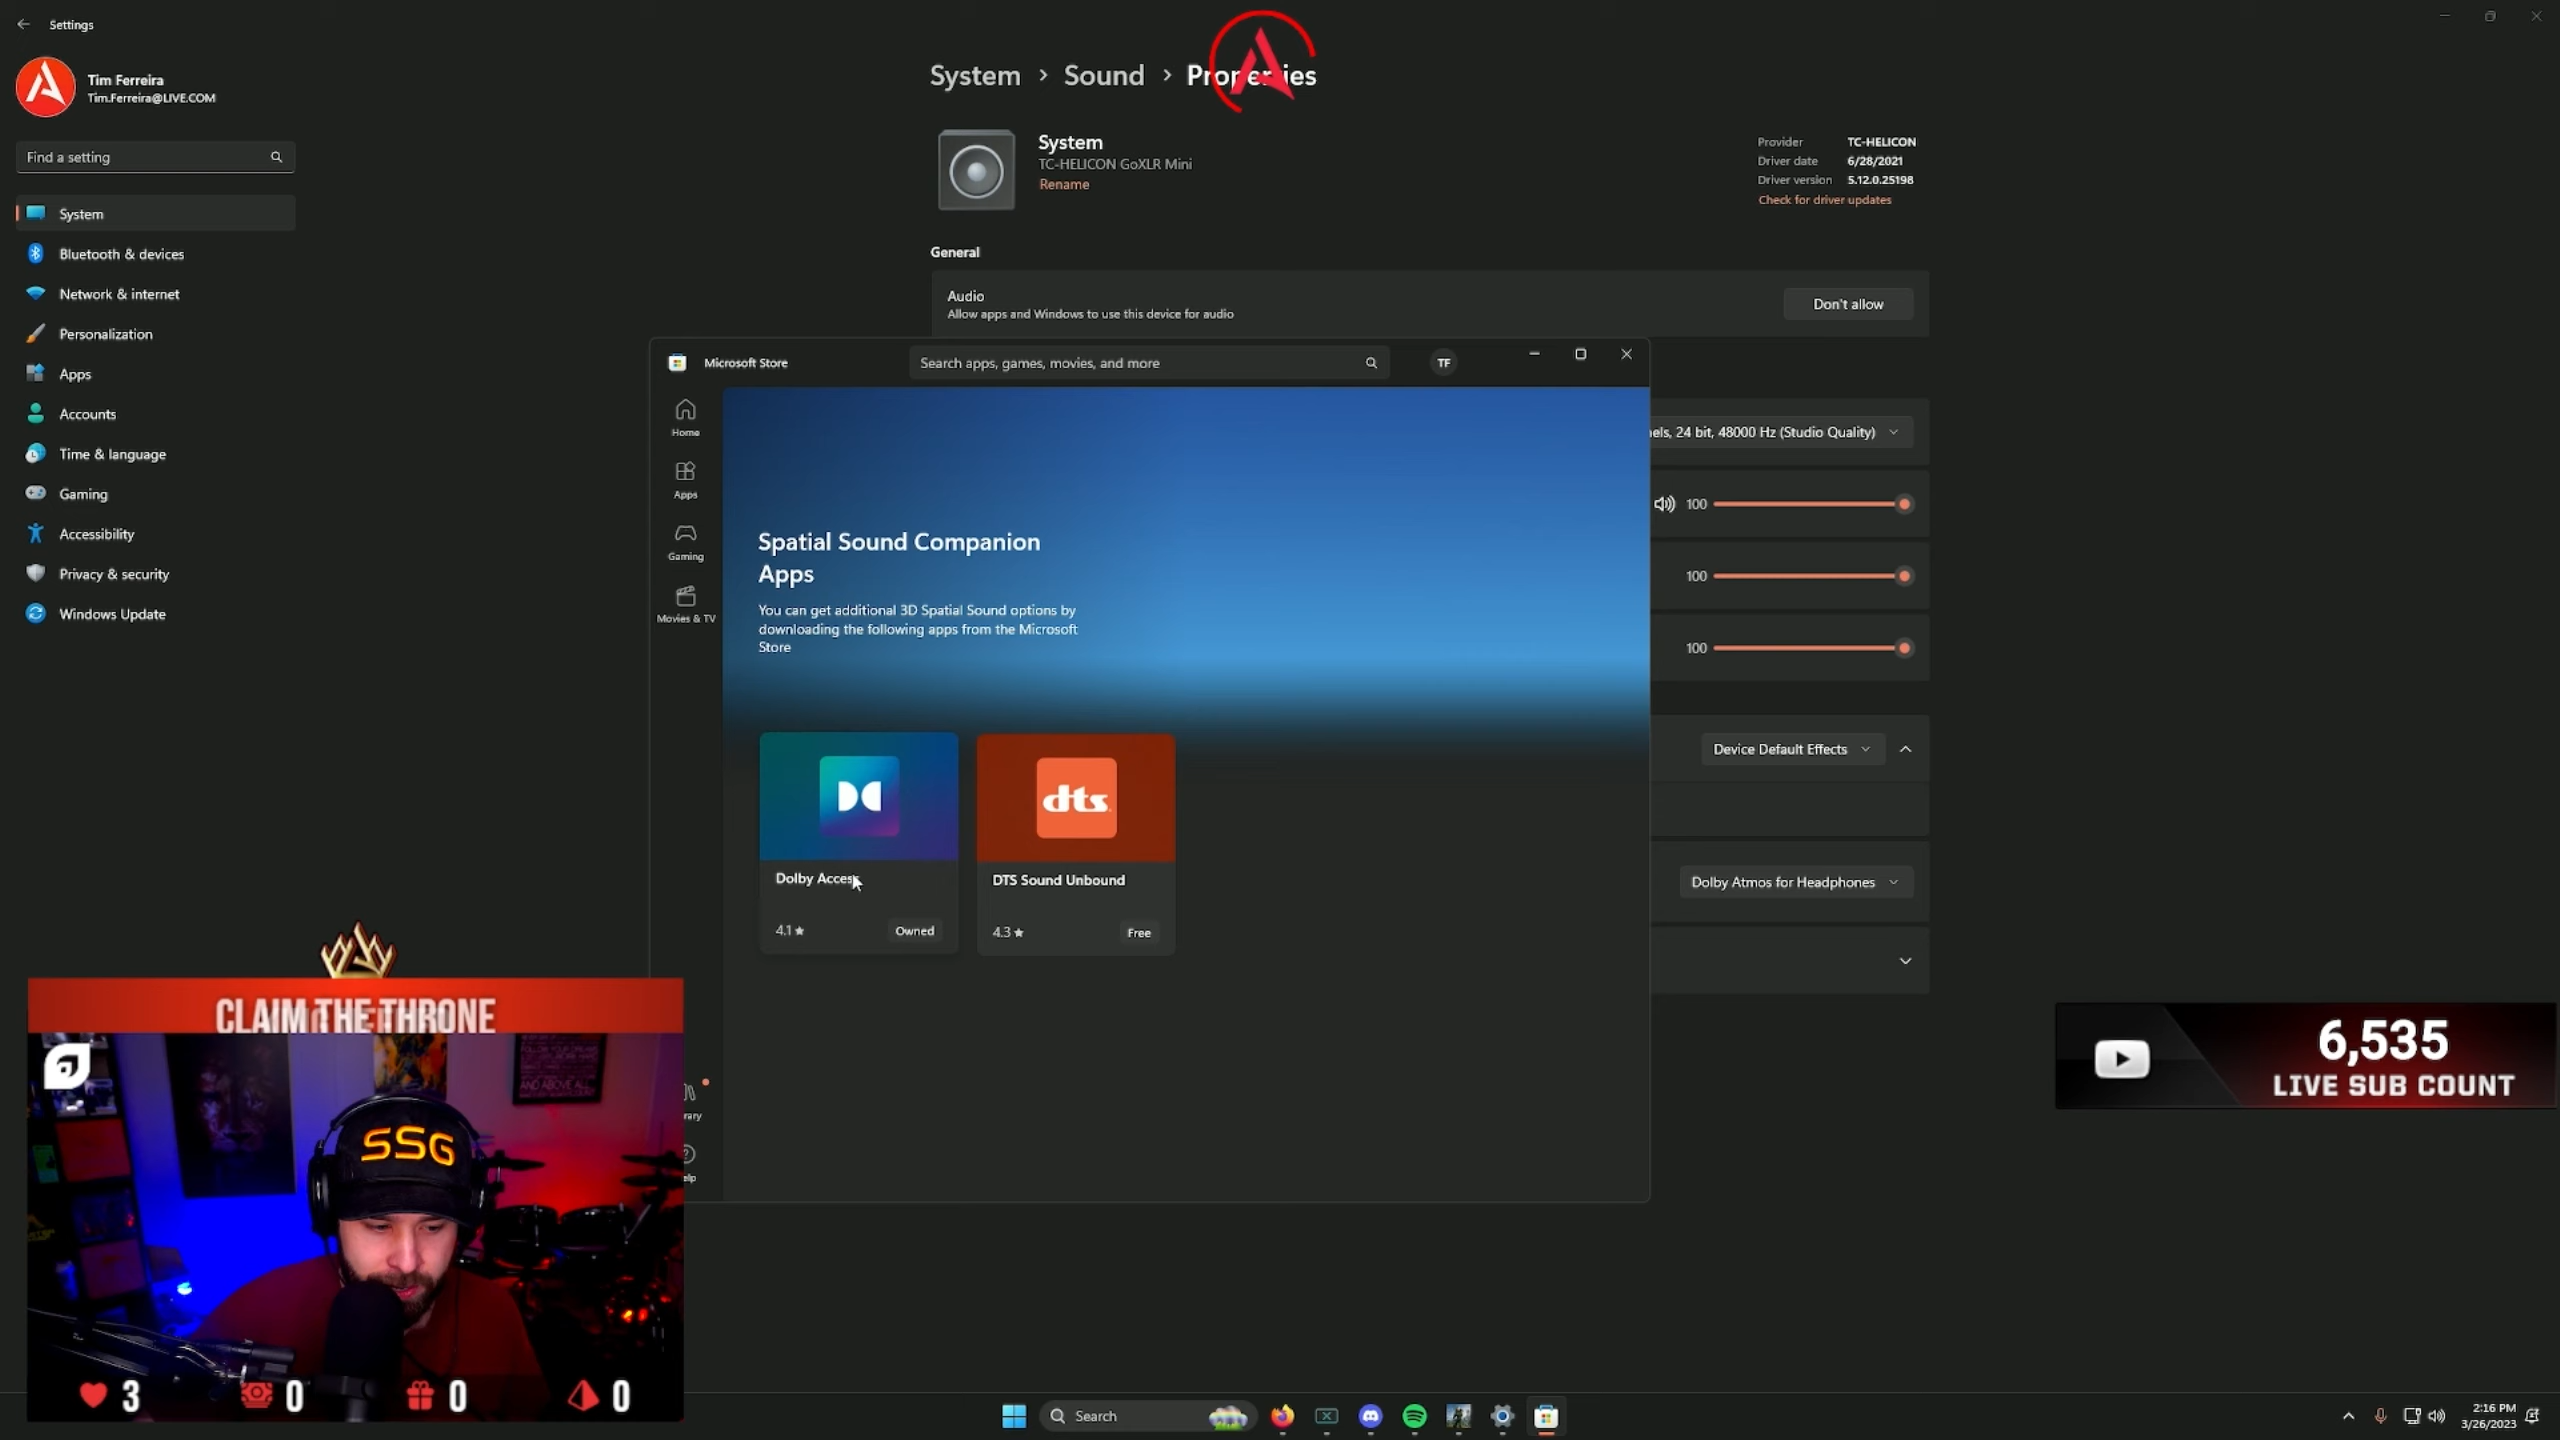 Settings
Tim Ferreira
Tim.Ferreira@LIVE.COM
Find a setting
System
Bluetooth & devices
Network & internet
Personalization
Apps
Accounts
Time & language
Gaming
Accessibility
Privacy & security
Windows Update
System > Sound > Properties
System
TC-HELICON GoXLR Mini
Rename
Provider TC-HELICON
Driver date 6/28/2021
Driver version 5.12.0.25198
Check for driver updates
General
Audio
Allow apps and Windows to use this device for audio
Don't allow
Microsoft Store
Search apps, games, movies, and more
TF
Home
Apps
Gaming
Movies & TV
Spatial Sound Companion
Apps
You can get additional 3D Spatial Sound options by
downloading the following apps from the Microsoft
Store
dts
Dolby Access
4.1 ★ Owned
DTS Sound Unbound
4.3 ★ Free
els, 24 bit, 48000 Hz (Studio Quality)
100
100
100
Device Default Effects
Dolby Atmos for Headphones
rary
elp
CLAIM THE THRONE
SSG
AND ABOVE ALL
3 0 0 0
6,535
LIVE SUB COUNT
Search
2:16 PM
3/26/2023